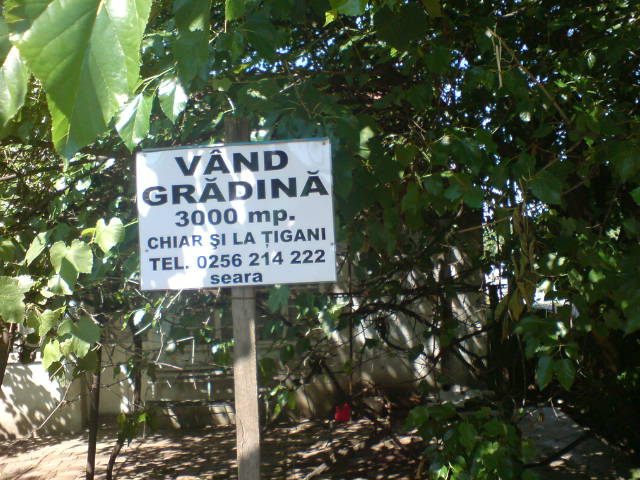 VÂND
GRĂDINĂ
3000 mp.
CHIAR ŞI LA ŢIGANI
TEL. 0256 214 222
seara